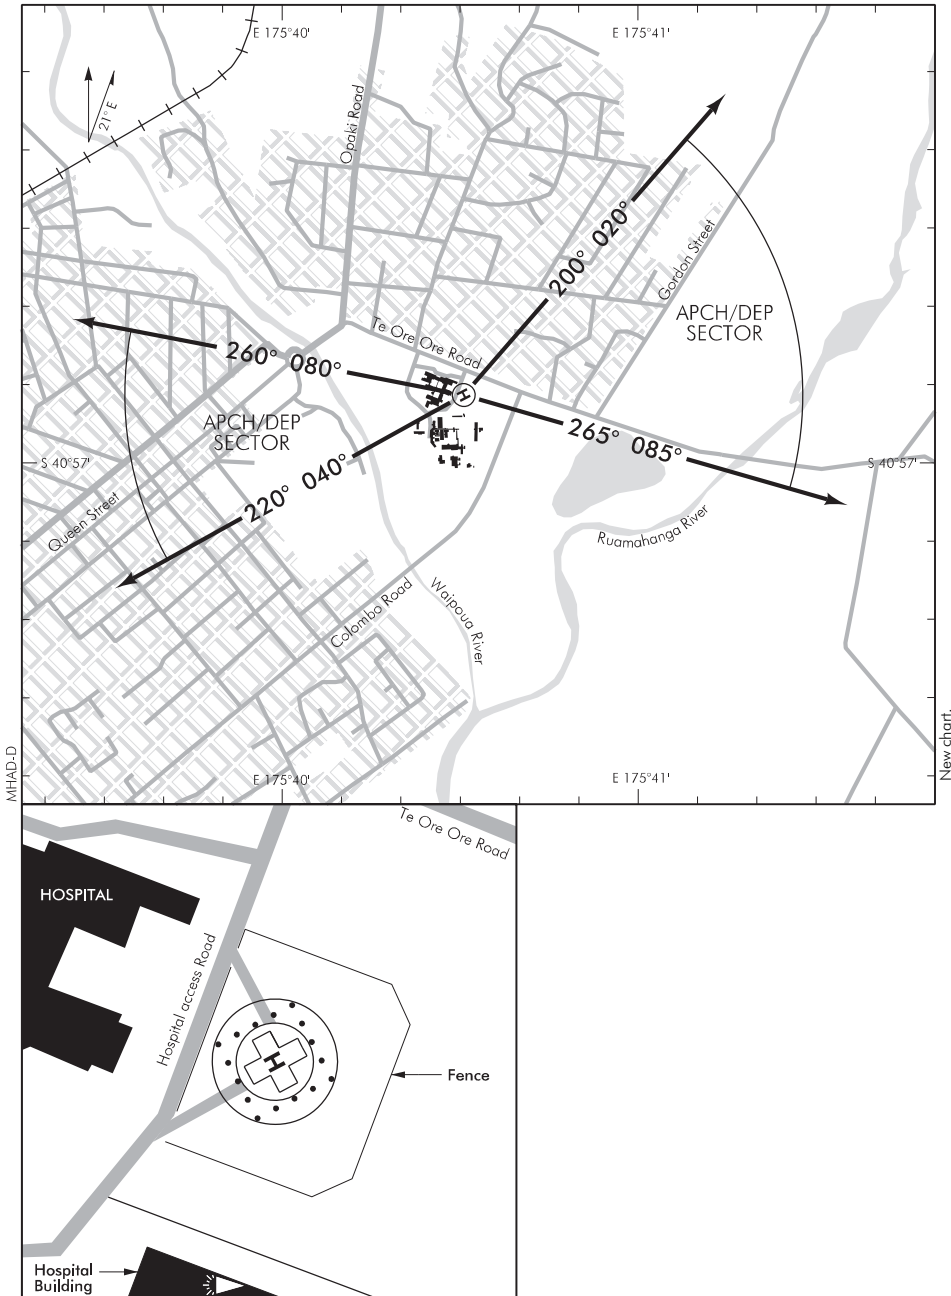 E 175°40'
E 175°41'
21°E
Opaki Road
200° 020°
Gordon Street
APCH/DEP
SECTOR
Te Ore Ore Road
260° 080°
H
APCH/DEP
SECTOR
265° 085°
S 40°57'
S 40°57'
220° 040°
Queen Street
Ruamahanga River
Colombo Road
Waipoua River
MHAD-D
New chart.
E 175°40'
E 175°41'
Te Ore Ore Road
HOSPITAL
Hospital access Road
H
Fence
Hospital
Building